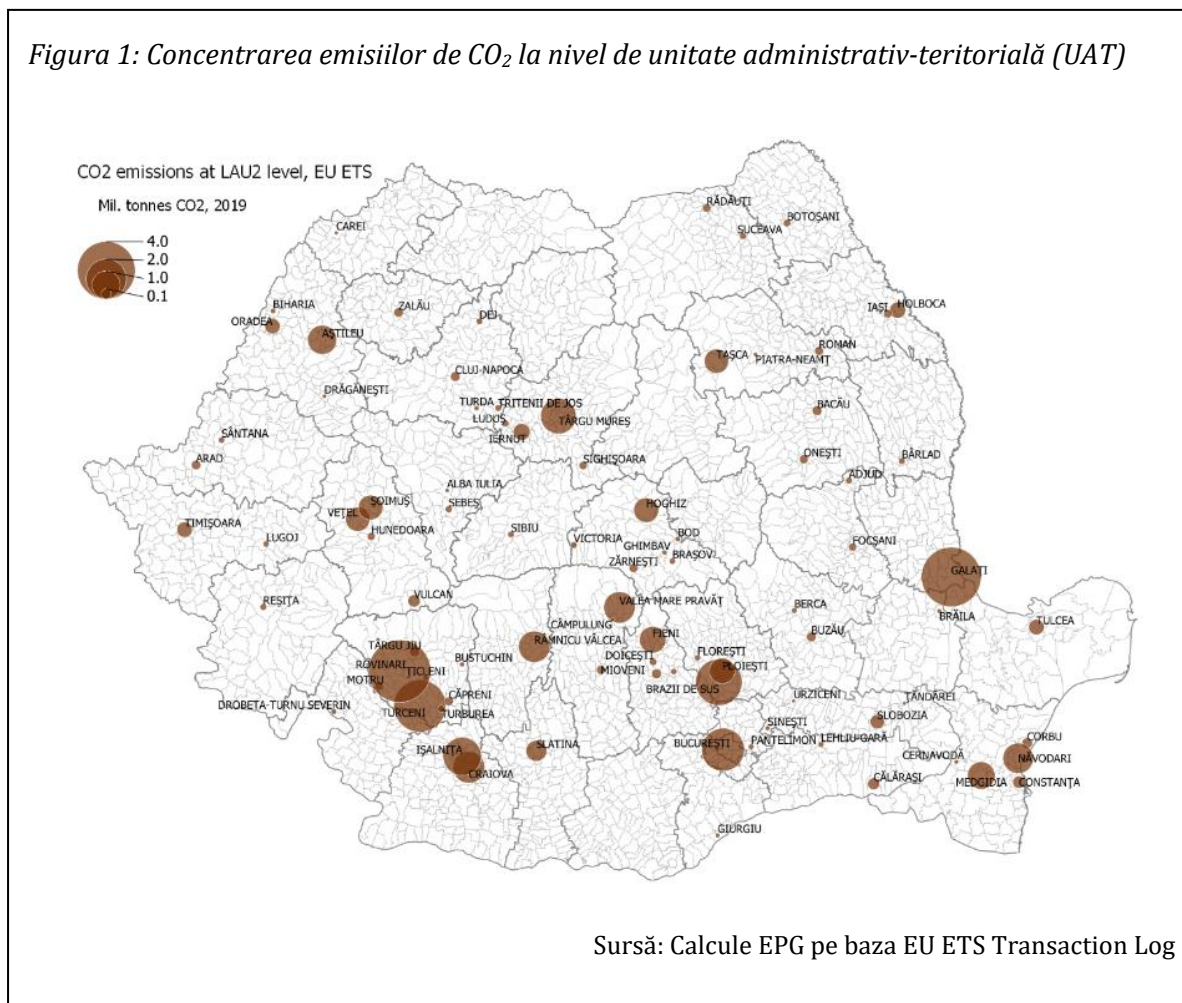 Figura 1: Concentrarea emisiilor de CO₂ la nivel de unitate administrativ-teritorială (UAT)
CO2 emissions at LAU2 level, EU ETS
Mil. tonnes CO2, 2019
4.0
2.0
1.0
0.1
RĂDĂUȚI
BOTOȘANI
SUCEAVA
CAREI
BIHARIA
ORADEA
ZALĂU
DEJ
IAȘI
HOLBOCA
AȘTILEU
TAȘCA
PIATRA-NEAMȚ
ROMAN
DRĂGĂNEȘTI
CLUJ-NAPOCA
TURDA
TRITENII DE JOS
LUDUȘ
TÂRGU MUREȘ
IERNUT
BACĂU
SÂNTANA
ARAD
SIGHIȘOARA
ONEȘTI
ADJUD
BÂRLAD
ALBA IULIA
SEBEȘ
ȘOIMUȘ
VEȚEL
HUNEDOARA
HOGHIZ
TIMIȘOARA
LUGOJ
SIBIU
VICTORIA
BOD
GHIMBAV
BRAȘOV
ZĂRNEȘTI
FOCȘANI
GALAȚI
REȘIȚA
VULCAN
VALEA MARE PRAVĂȚ
BERCA
BRĂILA
TULCEA
CÂMPULUNG
RÂMNICU VÂLCEA
FIENI
BUZĂU
TÂRGU JIU
ROVINARI
ȚICLENI
MOTRU
BUSTUCHIN
DOICEȘTI
MIOVENI
FLOREȘTI
PLOIEȘTI
BRAZII DE SUS
CĂPRENI
DROBETA-TURNU SEVERIN
TURCENI
TURBUREA
URZICENI
ȚĂNDĂREI
SLOBOZIA
SINEȘTI
IȘALNIȚA
CRAIOVA
SLATINA
BUCUREȘTI
PANTELIMON
LEHLIU-GARĂ
CORBU
CERNAVODĂ
NĂVODARI
CĂLĂRAȘI
MEDGIDIA
CONSTANȚA
GIURGIU
Sursă: Calcule EPG pe baza EU ETS Transaction Log